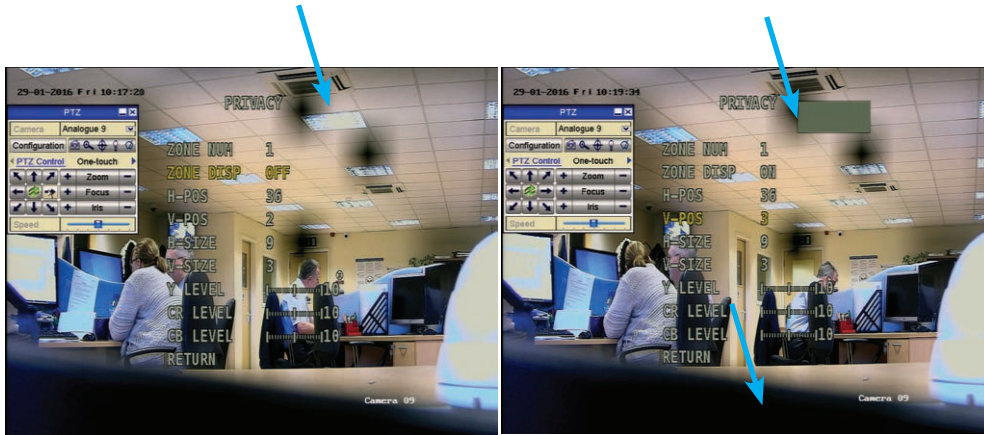 29-01-2016 Fri 10:17:20
PRIVACY
PTZ
Camera Analogue 9
Configuration
PTZ Control One-touch
+ Zoom -
+ Focus -
+ Iris -
Speed
ZONE NUM 1
ZONE DISP OFF
H-POS 36
V-POS 2
H-SIZE 9
V-SIZE 3
Y LEVEL 10
CR LEVEL 10
CB LEVEL 10
RETURN
Camera 09
29-01-2016 Fri 10:19:34
PRIVACY
PTZ
Camera Analogue 9
Configuration
PTZ Control One-touch
+ Zoom -
+ Focus -
+ Iris -
Speed
ZONE NUM 1
ZONE DISP ON
H-POS 36
V-POS 3
H-SIZE 9
V-SIZE 3
Y LEVEL 10
CR LEVEL 10
CB LEVEL 10
RETURN
Camera 09